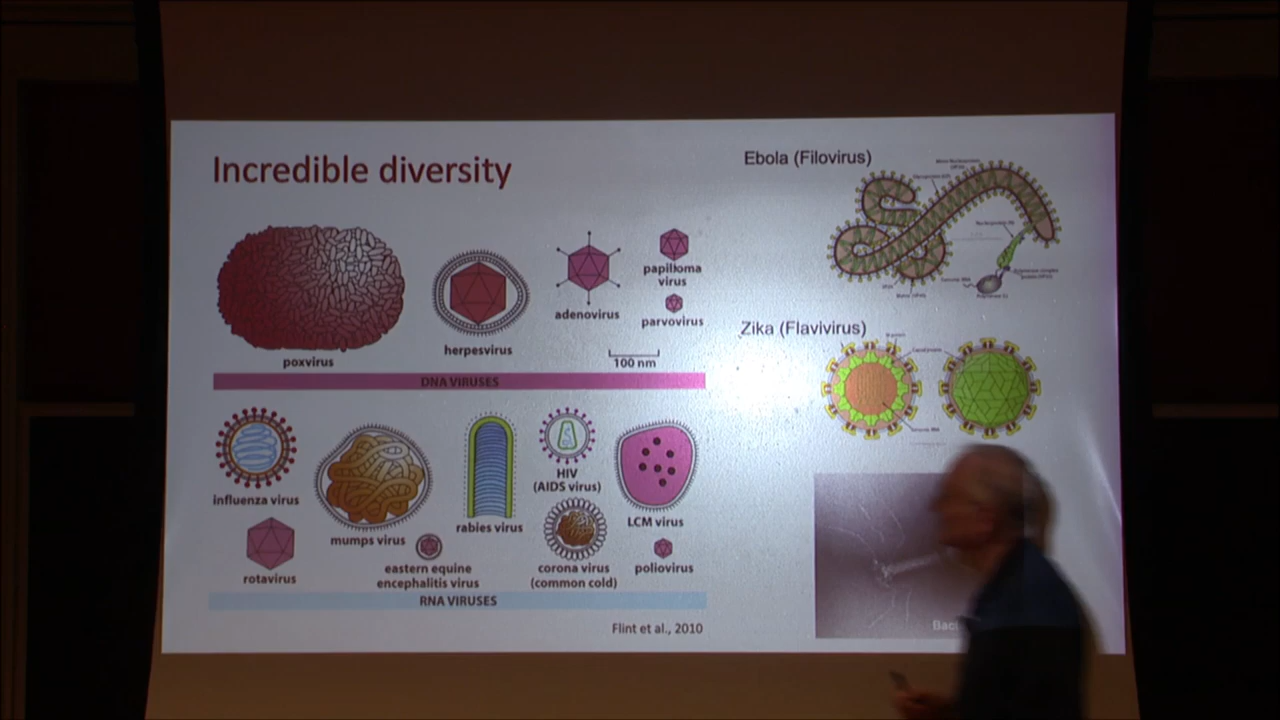 Incredible diversity
poxvirus
herpesvirus
adenovirus
papilloma
virus
parvovirus
100 nm
DNA VIRUSES
influenza virus
mumps virus
rabies virus
HIV
(AIDS virus)
LCM virus
rotavirus
eastern equine
encephalitis virus
corona virus
(common cold)
poliovirus
RNA VIRUSES
Flint et al., 2010
Ebola (Filovirus)
Zika (Flavivirus)